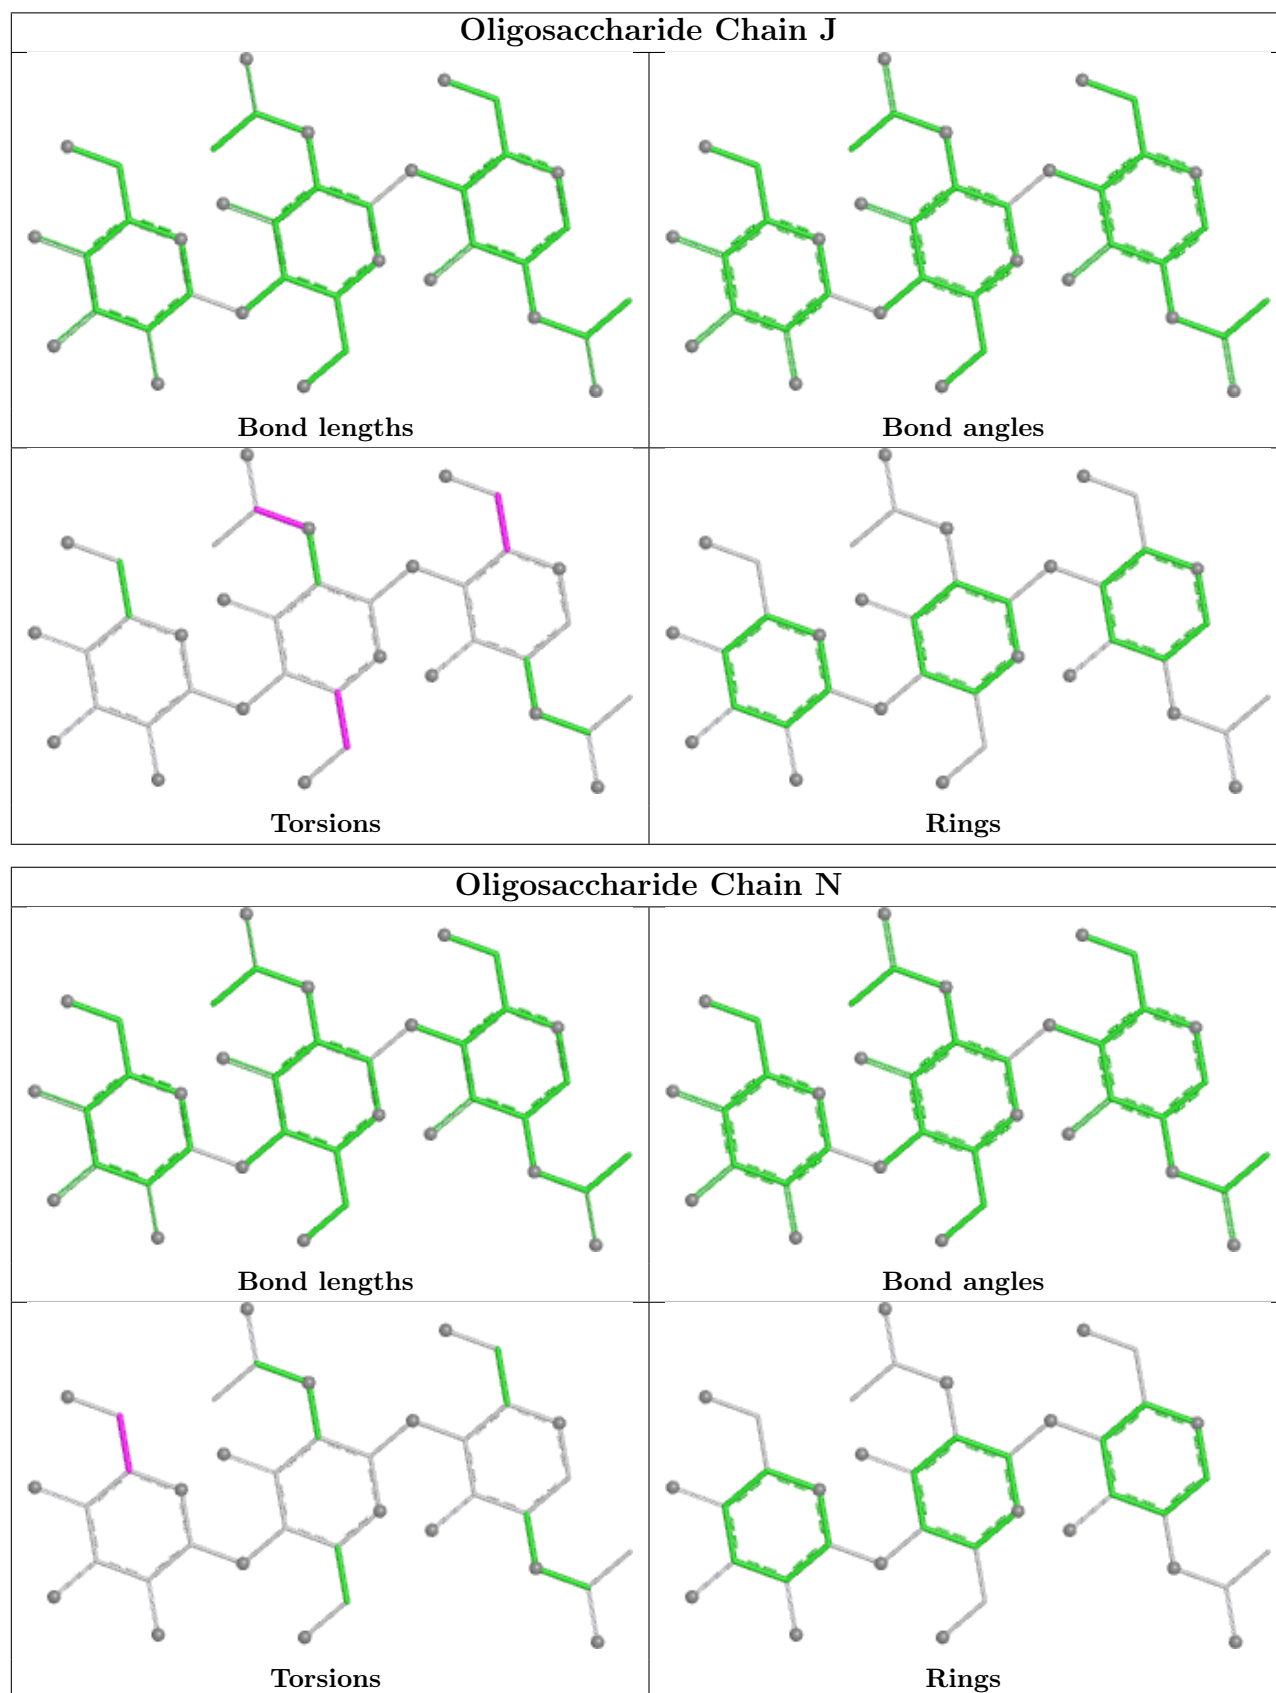 Oligosaccharide Chain J
Bond lengths
Bond angles
Torsions
Rings
Oligosaccharide Chain N
Bond lengths
Bond angles
Torsions
Rings